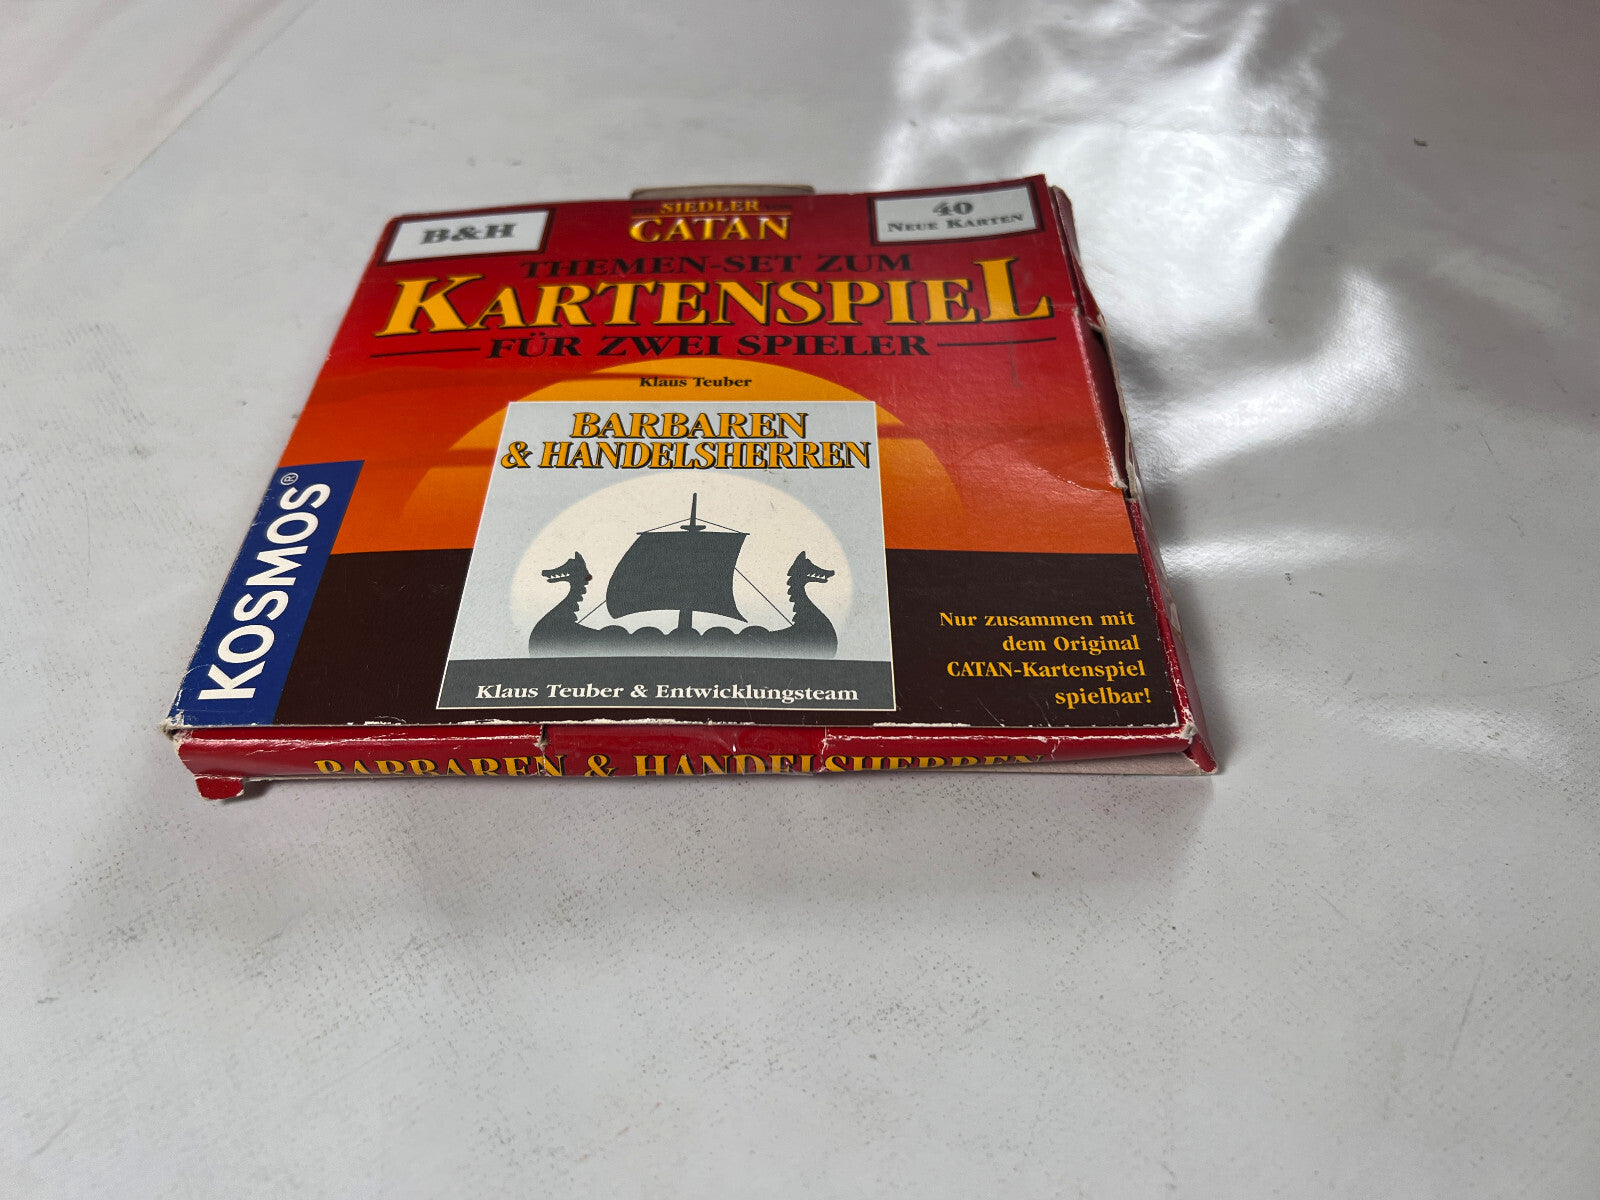 B&H
SIEDLER
CATAN
40
NEUE KARTEN
THEMEN-SET ZUM
KARTENSPIEL
FÜR ZWEI SPIELER
Klaus Teuber
BARBAREN
& HANDELSHERREN
Klaus Teuber & Entwicklungsteam
KOSMOS®
Nur zusammen mit
dem Original
CATAN-Kartenspiel
spielbar!
BARBAREN & HANDELSHERREN